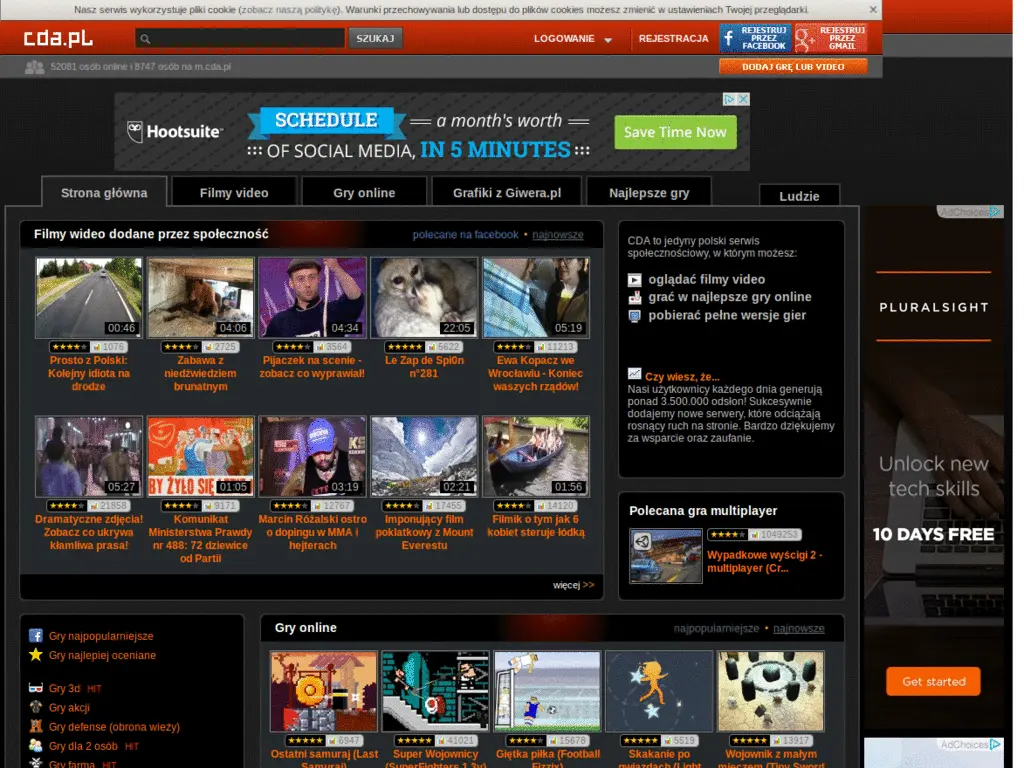 Nasz serwis wykorzystuje pliki cookie (zobacz naszą politykę). Warunki przechowywania lub dostępu do plików cookies możesz zmienić w ustawieniach Twojej przeglądarki.
cda.pl
SZUKAJ
LOGOWANIE
REJESTRACJA
REJESTRUJ PRZEZ FACEBOOK
REJESTRUJ PRZEZ GMAIL
52081 osób online i 8747 osób na m.cda.pl
DODAJ GRĘ LUB VIDEO
Hootsuite
SCHEDULE a month's worth
OF SOCIAL MEDIA, IN 5 MINUTES
Save Time Now
Strona główna
Filmy video
Gry online
Grafiki z Giwera.pl
Najlepsze gry
Ludzie
AdChoices
Filmy wideo dodane przez społeczność
polecane na facebook • najnowsze
00:46
04:06
04:34
22:05
05:19
1076
2725
3564
5622
11213
Prosto z Polski: Kolejny idiota na drodze
Zabawa z niedźwiedziem brunatnym
Pijaczek na scenie - zobacz co wyprawiał!
Le Zap de Spi0n n°281
Ewa Kopacz we Wrocławiu - Koniec waszych rządów!
BY ŻYŁO SIĘ
05:27
01:05
03:19
02:21
01:56
21858
9171
12767
17455
14120
Dramatyczne zdjęcia! Zobacz co ukrywa kłamliwa prasa!
Komunikat Ministerstwa Prawdy nr 488: 72 dziewice od Partii
Marcin Różalski ostro o dopingu w MMA i hejterach
Imponujący film poklatkowy z Mount Everestu
Filmik o tym jak 6 kobiet steruje łódką
więcej >>
CDA to jedyny polski serwis
społecznościowy, w którym możesz:
oglądać filmy video
grać w najlepsze gry online
pobierać pełne wersje gier
Czy wiesz, że...
Nasi użytkownicy każdego dnia generują
ponad 3.500.000 odsłon! Sukcesywnie
dodajemy nowe serwery, które odciążają
rosnący ruch na stronie. Bardzo dziękujemy
za wsparcie oraz zaufanie.
Polecana gra multiplayer
1049253
Wypadkowe wyścigi 2 -
multiplayer (Cr...
PLURALSIGHT
Unlock new
tech skills
10 DAYS FREE
Get started
AdChoices
Gry najpopularniejsze
Gry najlepiej oceniane
Gry 3d HIT
Gry akcji
Gry defense (obrona wieży)
Gry dla 2 osób HIT
Gry farma HIT
Gry online
najpopularniejsze • najnowsze
6947
41021
15678
5519
13917
Ostatni samuraj (Last Samurai)
Super Wojownicy (SuperFighters 1.3v)
Giętka piłka (Football Fizzix)
Skakanie po gwiazdach (Light
Wojownik z małym mieczem (Tiny Sword